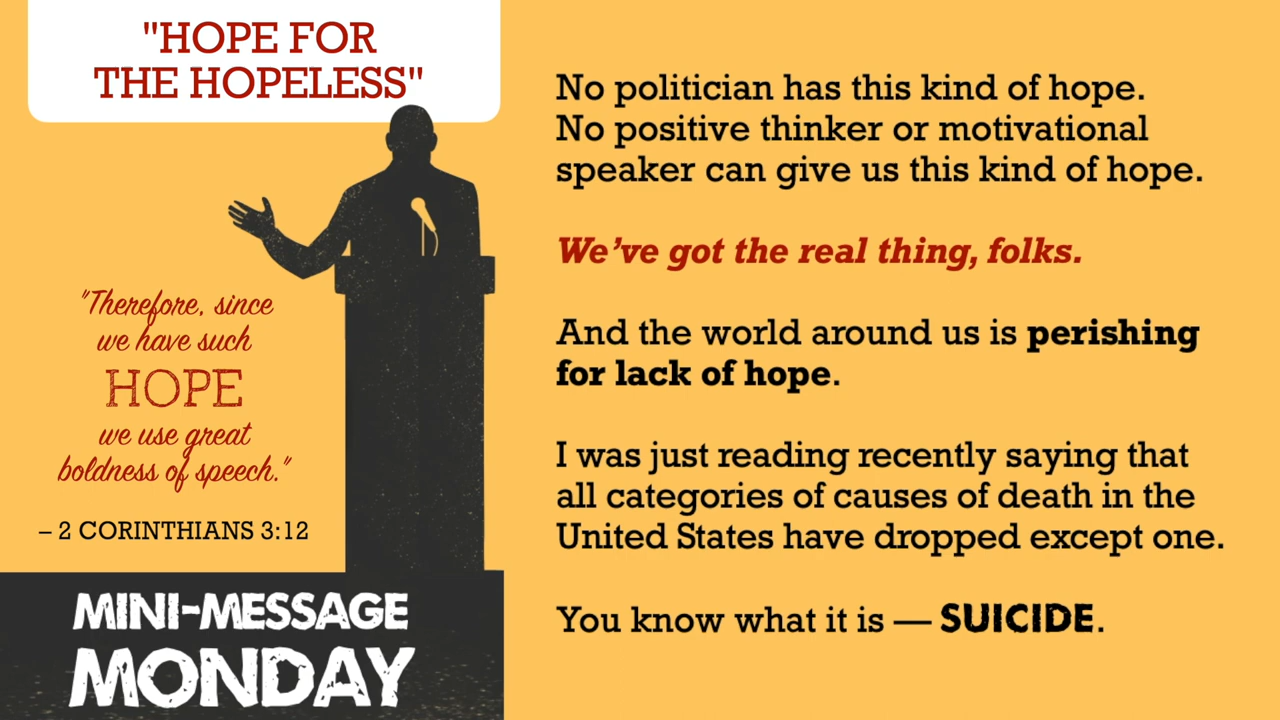 "HOPE FOR
THE HOPELESS"
"Therefore, since
we have such
HOPE
we use great
boldness of speech."
– 2 CORINTHIANS 3:12
MINI-MESSAGE
MONDAY
No politician has this kind of hope.
No positive thinker or motivational
speaker can give us this kind of hope.
We’ve got the real thing, folks.
And the world around us is perishing
for lack of hope.
I was just reading recently saying that
all categories of causes of death in the
United States have dropped except one.
You know what it is — SUICIDE.